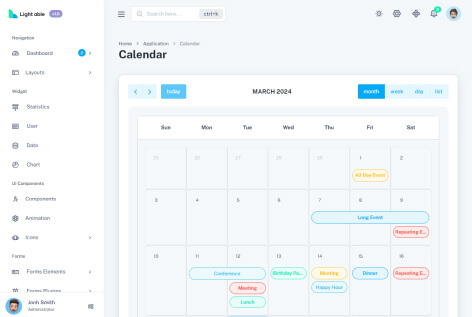 Light able v1.0
Search here... ctrl+k
Navigation
Dashboard 2
Layouts
Widget
Statistics
User
Data
Chart
UI Components
Components
Animation
Icons
Forms
Forms Elements
Forms Plugins
Jonh Smith
Administrator
Home > Application > Calendar
Calendar
today
MARCH 2024
month week day list
Sun Mon Tue Wed Thu Fri Sat
25 26 27 28 29 1 2
All Day Event
3 4 5 6 7 8 9
Long Event
Repeating E...
10 11 12 13 14 15 16
Conference Birthday Pa... Meeting Dinner Repeating E...
Meeting Happy Hour
Lunch